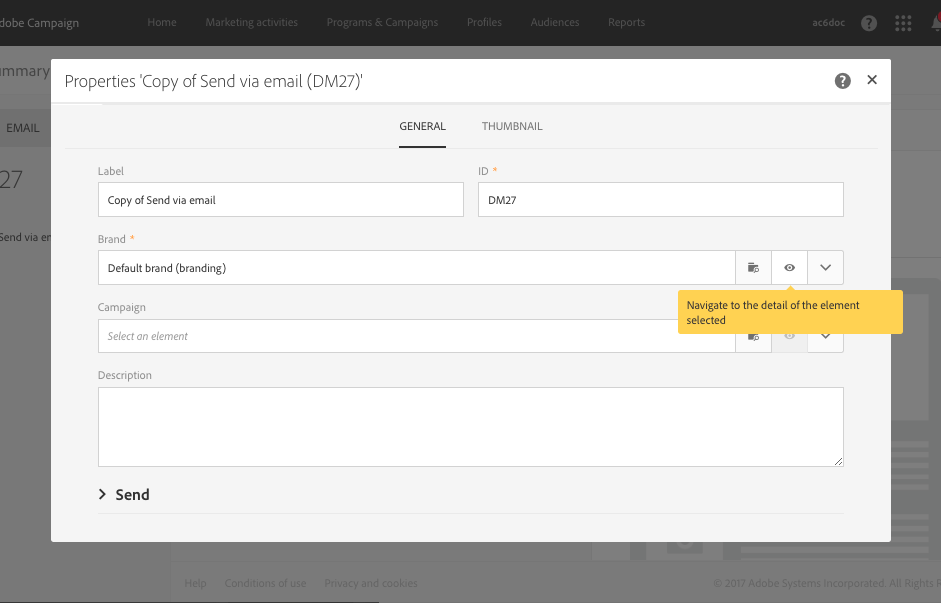 dobe Campaign
Home Marketing activities Programs & Campaigns Profiles Audiences Reports
ac6doc
?
ummary
Properties 'Copy of Send via email (DM27)'
?
EMAIL
GENERAL THUMBNAIL
27
Label
ID *
Copy of Send via email
DM27
Send via em
Brand *
Default brand (branding)
Navigate to the detail of the element
selected
Campaign
Select an element
Description
Send
Help Conditions of use Privacy and cookies
© 2017 Adobe Systems Incorporated. All Rights R